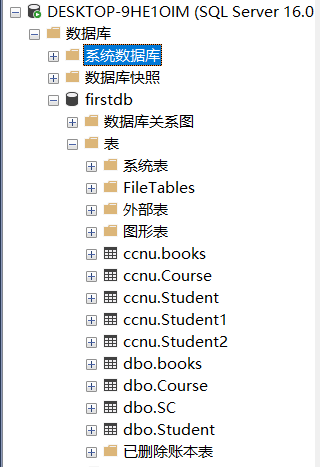 DESKTOP-9HE1OIM (SQL Server 16.0
数据库
系统数据库
数据库快照
firstdb
数据库关系图
表
系统表
FileTables
外部表
图形表
ccnu.books
ccnu.Course
ccnu.Student
ccnu.Student1
ccnu.Student2
dbo.books
dbo.Course
dbo.SC
dbo.Student
已删除账本表